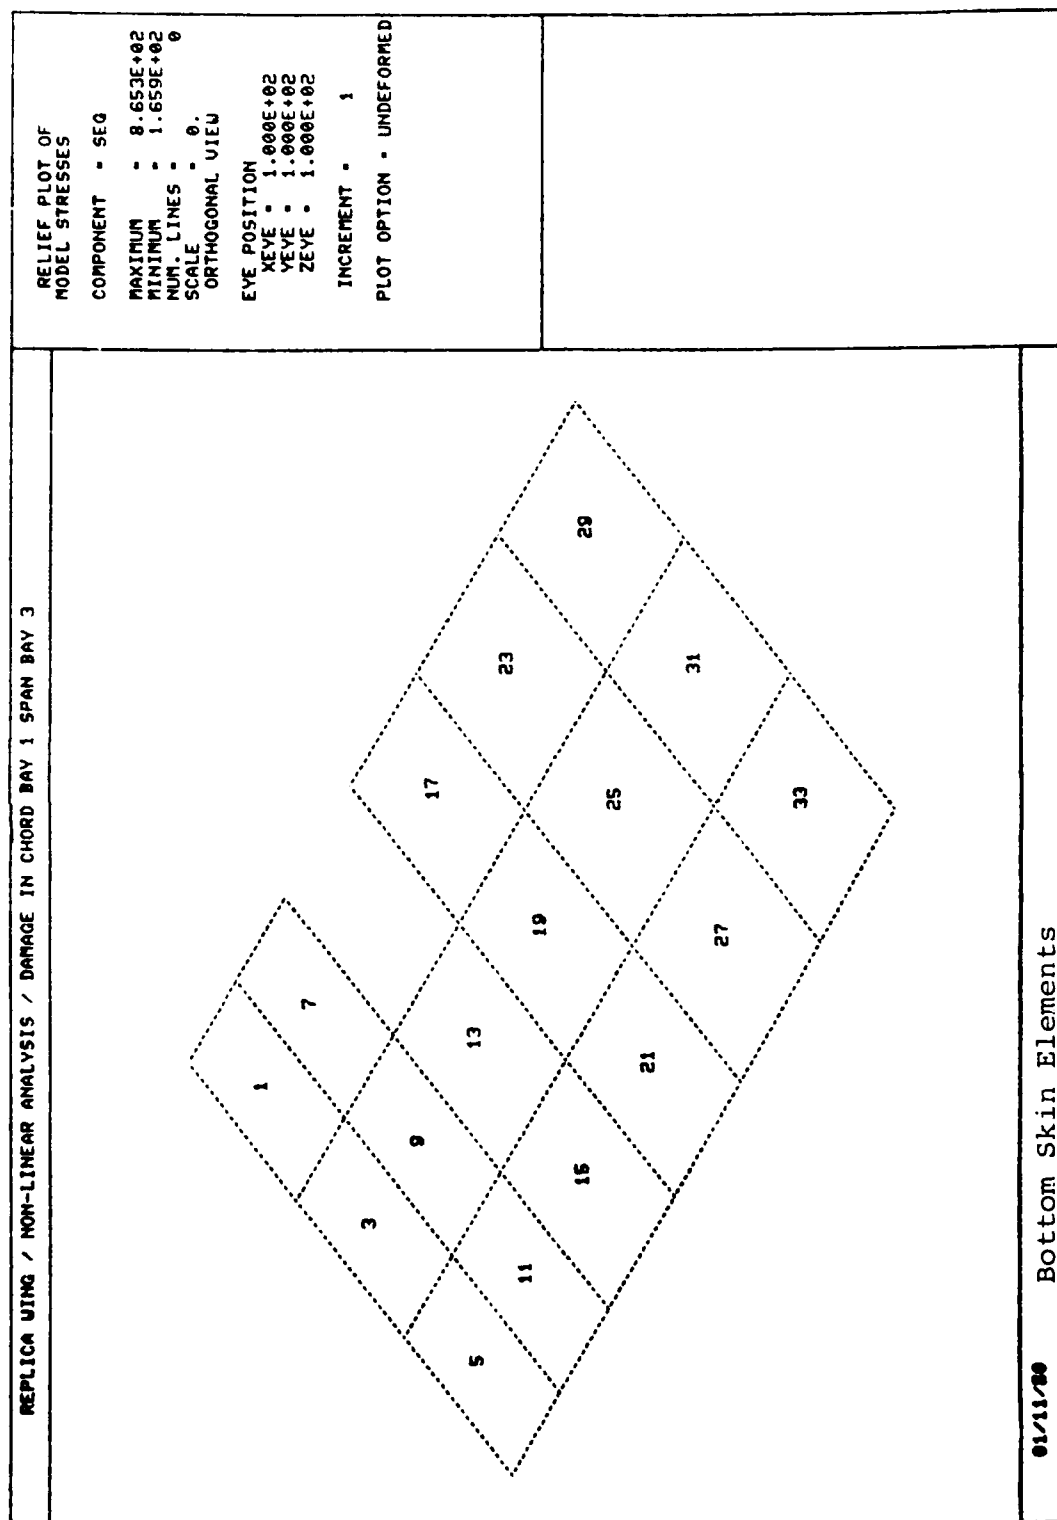 REPLICA WING / NON-LINEAR ANALYSIS / DAMAGE IN CHORD BAY 1 SPAN BAY 3
RELIEF PLOT OF
MODEL STRESSES
COMPONENT = SEQ
MAXIMUM = 8.653E+02
MINIMUM = 1.659E+02
NUM. LINES = 0
SCALE = 0.
ORTHOGONAL VIEW
EYE POSITION
XEYE = 1.000E+02
YEYE = 1.000E+02
ZEYE = 1.000E+02
INCREMENT = 1
PLOT OPTION = UNDEFORMED
1
7
3
9
13
5
11
15
17
19
21
23
25
27
29
31
33
01/11/80 Bottom Skin Elements